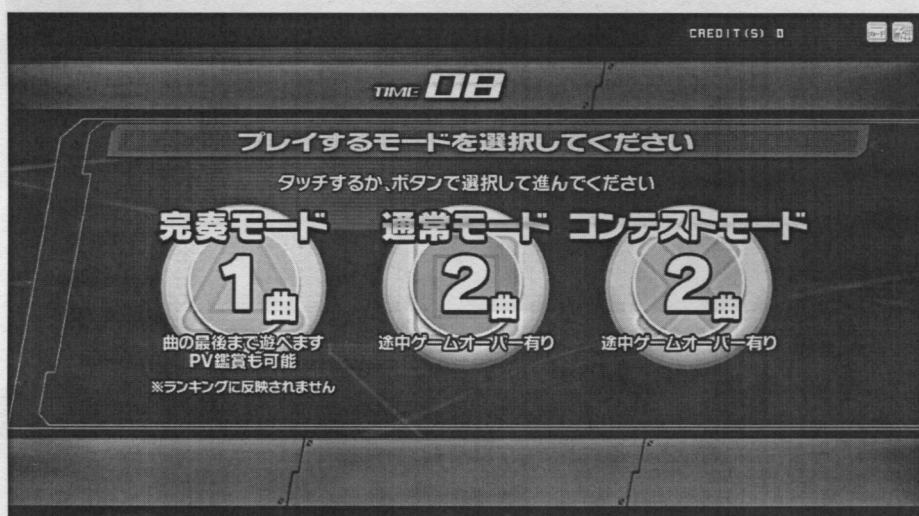 CREDIT(S) 0
TIME 08
プレイするモードを選択してください
タッチするか、ボタンで選択して進んでください
完奏モード
1曲
曲の最後まで遊べます
PV鑑賞も可能
※ランキングに反映されません
通常モード
2曲
途中ゲームオーバー有り
コンテストモード
2曲
途中ゲームオーバー有り